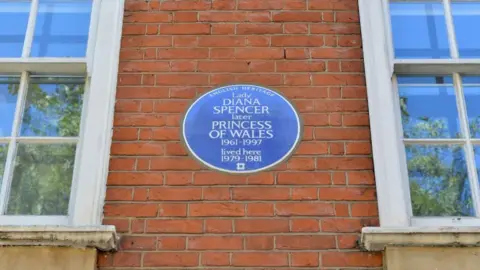 ENGLISH HERITAGE
Lady
DIANA
SPENCER
later
PRINCESS
OF WALES
1961-1997
lived here
1979-1981